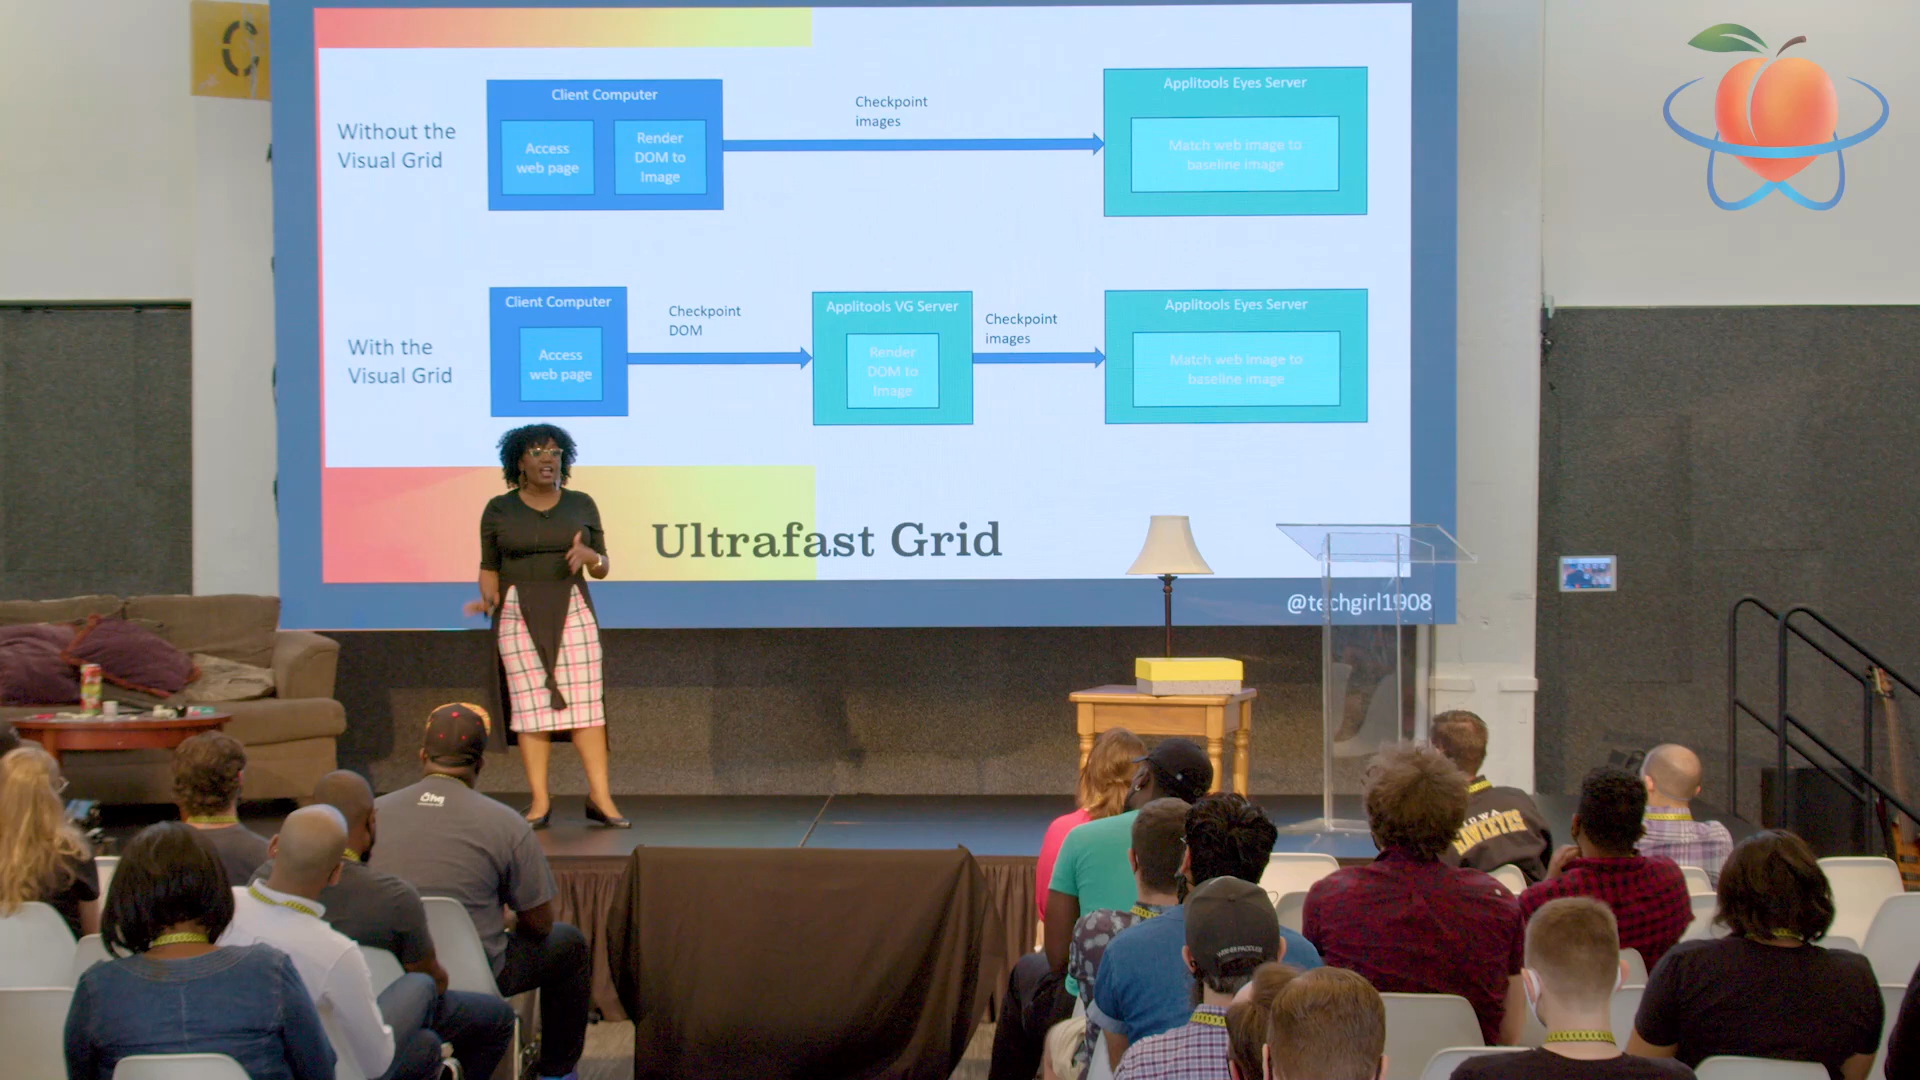 C
Without the
Visual Grid
Client Computer
Access
web page
Render
DOM to
Image
Checkpoint
images
Applitools Eyes Server
Match web image to
baseline image
With the
Visual Grid
Client Computer
Access
web page
Checkpoint
DOM
Applitools VG Server
Render
DOM to
Image
Checkpoint
images
Applitools Eyes Server
Match web image to
baseline image
Ultrafast Grid
@techgirl1908
IOWA
HAWKEYES